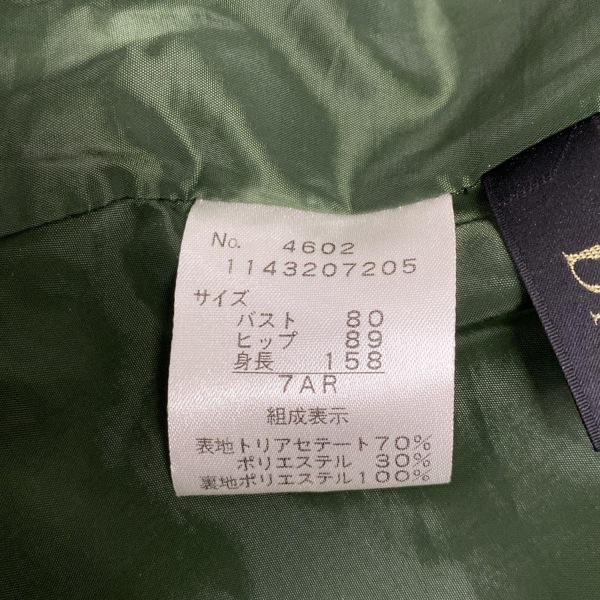 No. 4602
1143207205
サイズ
バスト 80
ヒップ 89
身長 158
7AR
組成表示
表地トリアセテート70%
ポリエステル 30%
裏地ポリエステル100%
D